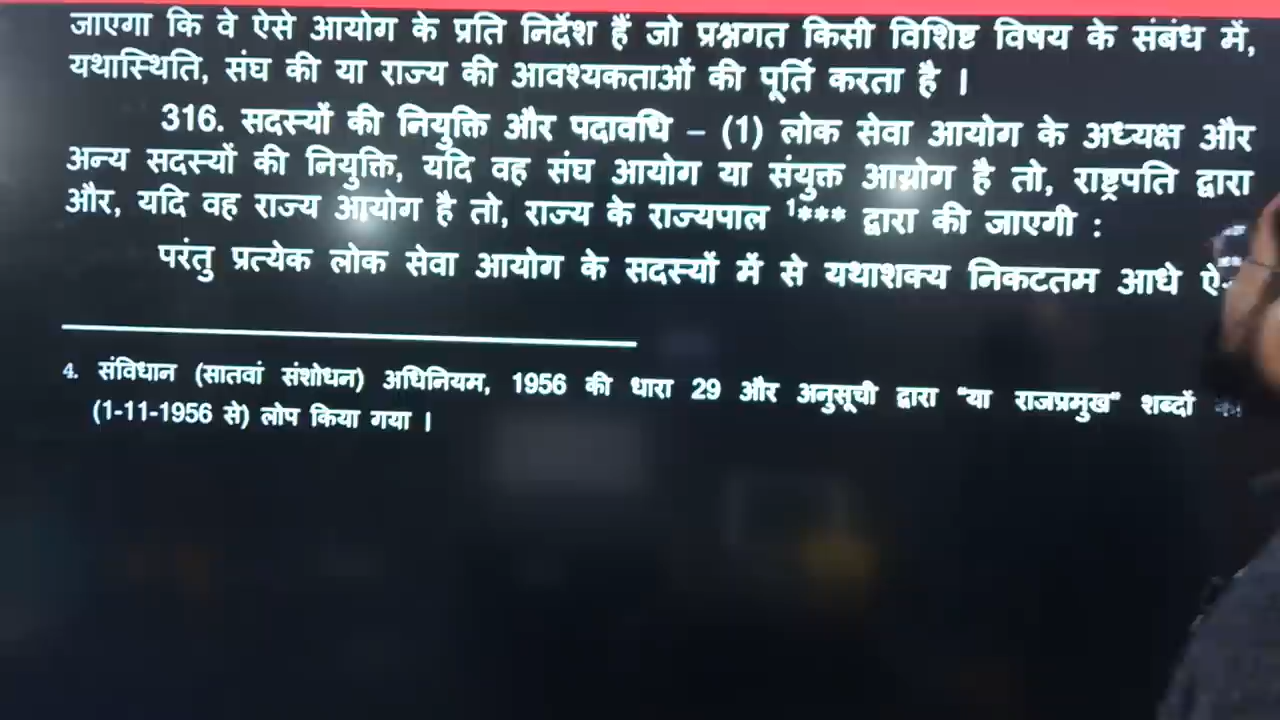 जाएगा कि वे ऐसे आयोग के प्रति निर्देश हैं जो प्रश्नगत किसी विशिष्ट विषय के संबंध में,
यथास्थिति, संघ की या राज्य की आवश्यकताओं की पूर्ति करता है ।
316. सदस्यों की नियुक्ति और पदावधि – (1) लोक सेवा आयोग के अध्यक्ष और
अन्य सदस्यों की नियुक्ति, यदि वह संघ आयोग या संयुक्त आयोग है तो, राष्ट्रपति द्वारा
और, यदि वह राज्य आयोग है तो, राज्य के राज्यपाल 1*** द्वारा की जाएगी :
परंतु प्रत्येक लोक सेवा आयोग के सदस्यों में से यथाशक्य निकटतम आधे
4. संविधान (सातवां संशोधन) अधिनियम, 1956 की धारा 29 और अनुसूची द्वारा “या राजप्रमुख” शब्दों
(1-11-1956 से) लोप किया गया ।